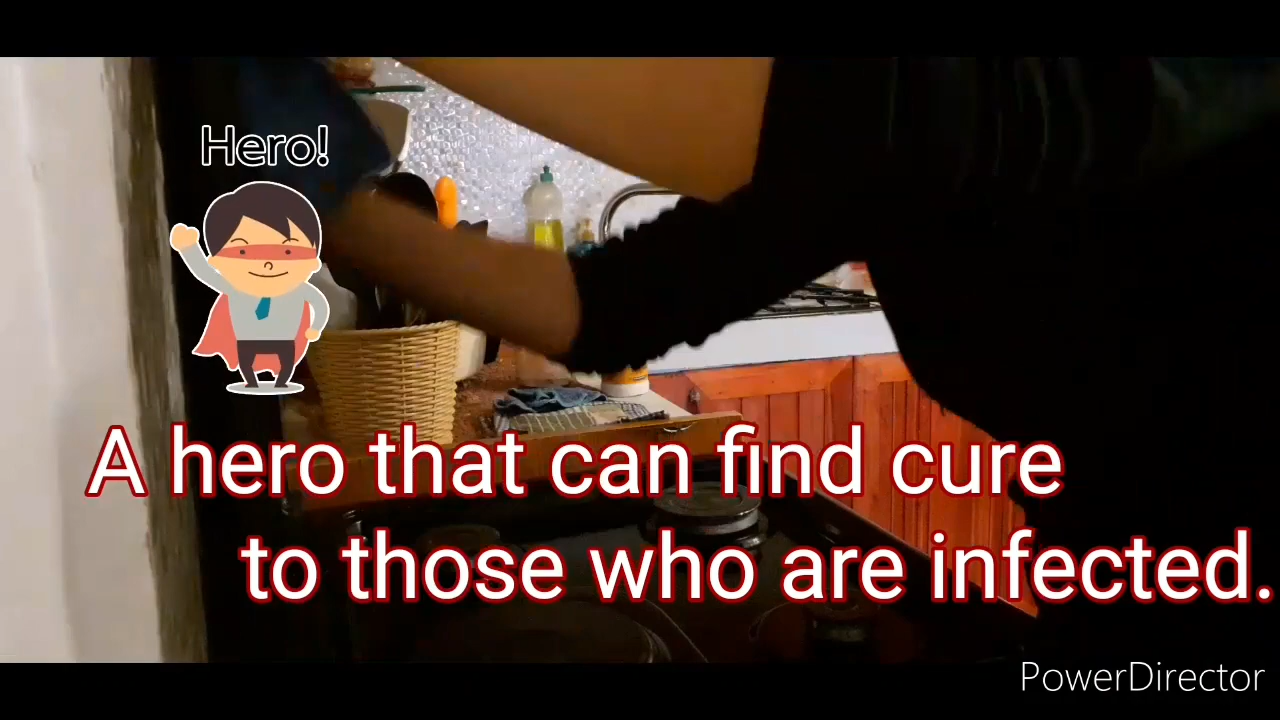 Hero!
A hero that can find cure
to those who are infected.
PowerDirector